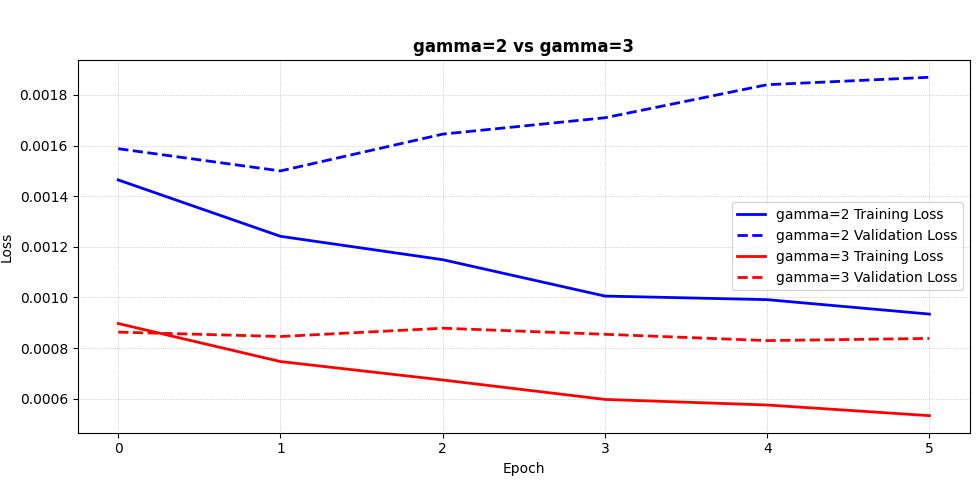 gamma=2 vs gamma=3
0.0018
0.0016
0.0014
0.0012
0.0010
0.0008
0.0006
Loss
gamma=2 Training Loss
gamma=2 Validation Loss
gamma=3 Training Loss
gamma=3 Validation Loss
0 1 2 3 4 5
Epoch